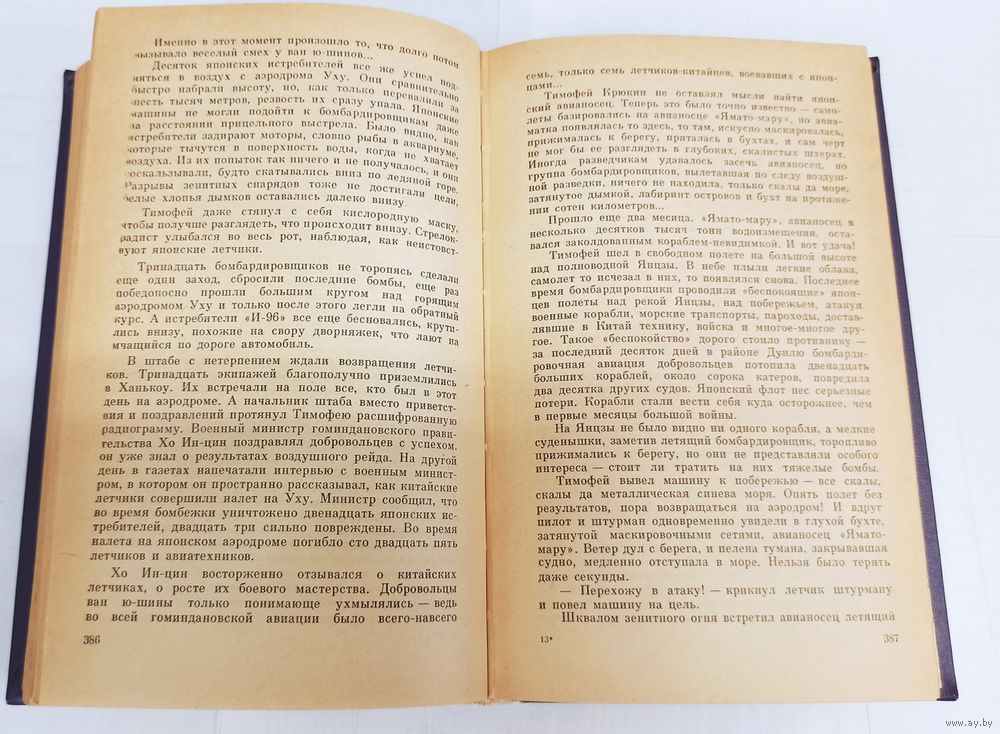 Именно в этот момент произошло то, что долго потом
вызывало веселый смех у ван ю-шинов...
Десяток японских истребителей все же успел под-
няться в воздух с аэродрома Уху. Они сравнительно
быстро набрали высоту, но, как только перевалили за
шесть тысяч метров, резвость их сразу упала. Японские
машины не могли подойти к бомбардировщикам даже
на расстоянии прицельного выстрела. Было видно, как
истребители задирают моторы, словно рыбы в аквариуме,
которые тычутся в поверхность воды, когда не хватает
воздуха. Из их попыток так ничего и не получалось, и они
соскальзывали, будто скатывались вниз по ледяной горе.
Разрывы зенитных снарядов тоже не достигали цели,
белые хлопья дымков оставались далеко внизу.
Тимофей даже стянул с себя кислородную маску,
чтобы получше разглядеть, что происходит внизу. Стрелок-
радист улыбался во весь рот, наблюдая, как неистовст-
вуют японские летчики.
Тринадцать бомбардировщиков не торопясь сделали
еще один заход, сбросили последние бомбы, еще раз
победоносно прошли большим кругом над горящим
аэродромом Уху и только после этого легли на обратный
курс. А истребители «И-96» все еще бесновались, крути-
лись внизу, похожие на свору дворняжек, что лают на
мчащийся по дороге автомобиль.
В штабе с нетерпением ждали возвращения летчи-
ков. Тринадцать экипажей благополучно приземлились
в Ханькоу. Их встречали на поле все, кто был в этот
день на аэродроме. А начальник штаба вместо приветст-
вия и поздравлений протянул Тимофею расшифрованную
радиограмму. Военный министр гоминдановского прави-
тельства Хо Ин-цин поздравлял добровольцев с успехом,
он уже знал о результатах воздушного рейда. На другой
день в газетах напечатали интервью с военным минист-
ром, в котором он пространно рассказывал, как китайские
летчики совершили налет на Уху. Министр сообщил, что
во время бомбежки уничтожено двенадцать японских ис-
требителей, двадцать три сильно повреждены. Во время
налета на японском аэродроме погибло сто двадцать пять
летчиков и авиатехников.
Хо Ин-цин восторженно отзывался о китайских
летчиках, о росте их боевого мастерства. Добровольцы
ван ю-шины только понимающе ухмылялись — ведь
во всей гоминдановской авиации было всего-навсего
386
семь, только семь летчиков-китайцев, воевавших с япон-
цами...
Тимофей Крюкин не оставлял мысли найти япон-
ский авианосец. Теперь это было точно известно — само-
леты базировались на авианосце «Ямато-мару», но авиа-
матка появлялась то здесь, то там, искусно маскировалась,
прижималась к берегу, пряталась в бухтах, и сам черт
не мог бы ее разглядеть в глубоких, скалистых шхерах.
Иногда разведчикам удавалось засечь авианосец, но
группа бомбардировщиков, вылетавшая по следу воздуш-
ной разведки, ничего не находила, только скалы да море,
затянутое дымкой, лабиринт островов и бухт на протяже-
нии сотен километров...
Прошло еще два месяца. «Ямато-мару», авианосец в
несколько десятков тысяч тонн водоизмещения, оста-
вался заколдованным кораблем-невидимкой. И вот удача!
Тимофей шел в свободном полете на большой высоте
над полноводной Янцзы. В небе плыли легкие облака,
самолет то исчезал в них, то появлялся снова. Последнее
время бомбардировщики проводили «беспокоящие» япон-
цев полеты над рекой Янцзы, над побережьем, атакуя
военные корабли, морские транспорты, пароходы, достав-
лявшие в Китай технику, войска и многое-многое дру-
гое. Такое «беспокойство» дорого стоило противнику —
за последний десяток дней в районе Дунлю бомбарди-
ровочная авиация добровольцев потопила двенадцать
больших кораблей, около сорока катеров, повредила
два десятка других судов. Японский флот нес серьезные
потери. Корабли стали вести себя куда осторожнее, чем
в первые месяцы большой войны.
На Янцзы не было видно ни одного корабля, а мелкие
суденышки, заметив летящий бомбардировщик, торопливо
прижимались к берегу, но они не представляли особого
интереса — стоит ли тратить на них тяжелые бомбы.
Тимофей вывел машину к побережью — все скалы,
скалы да металлическая синева моря. Опять полет без
результатов, пора возвращаться на аэродром! И вдруг
пилот и штурман одновременно увидели в глухой бухте,
затянутой маскировочными сетями, авианосец «Ямато-
мару». Ветер дул с берега, и пелена тумана, закрывавшая
судно, медленно отступала в море. Нельзя было терять
даже секунды.
— Перехожу в атаку! — крикнул летчик штурману
и повел машину на цель.
Шквалом зенитного огня встретил авианосец летящий
13*
387
www.ay.by